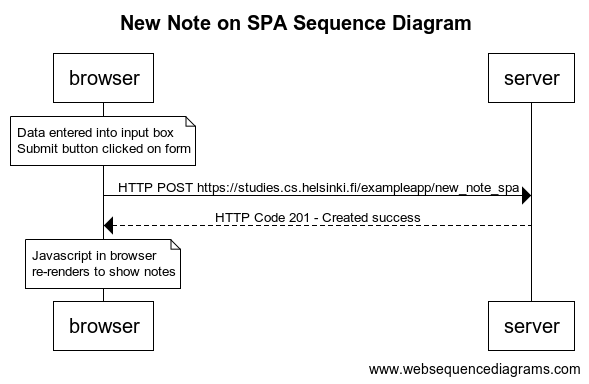 New Note on SPA Sequence Diagram
browser
server
Data entered into input box
Submit button clicked on form
HTTP POST https://studies.cs.helsinki.fi/exampleapp/new_note_spa
HTTP Code 201 - Created success
Javascript in browser
re-renders to show notes
browser
server
www.websequencediagrams.com